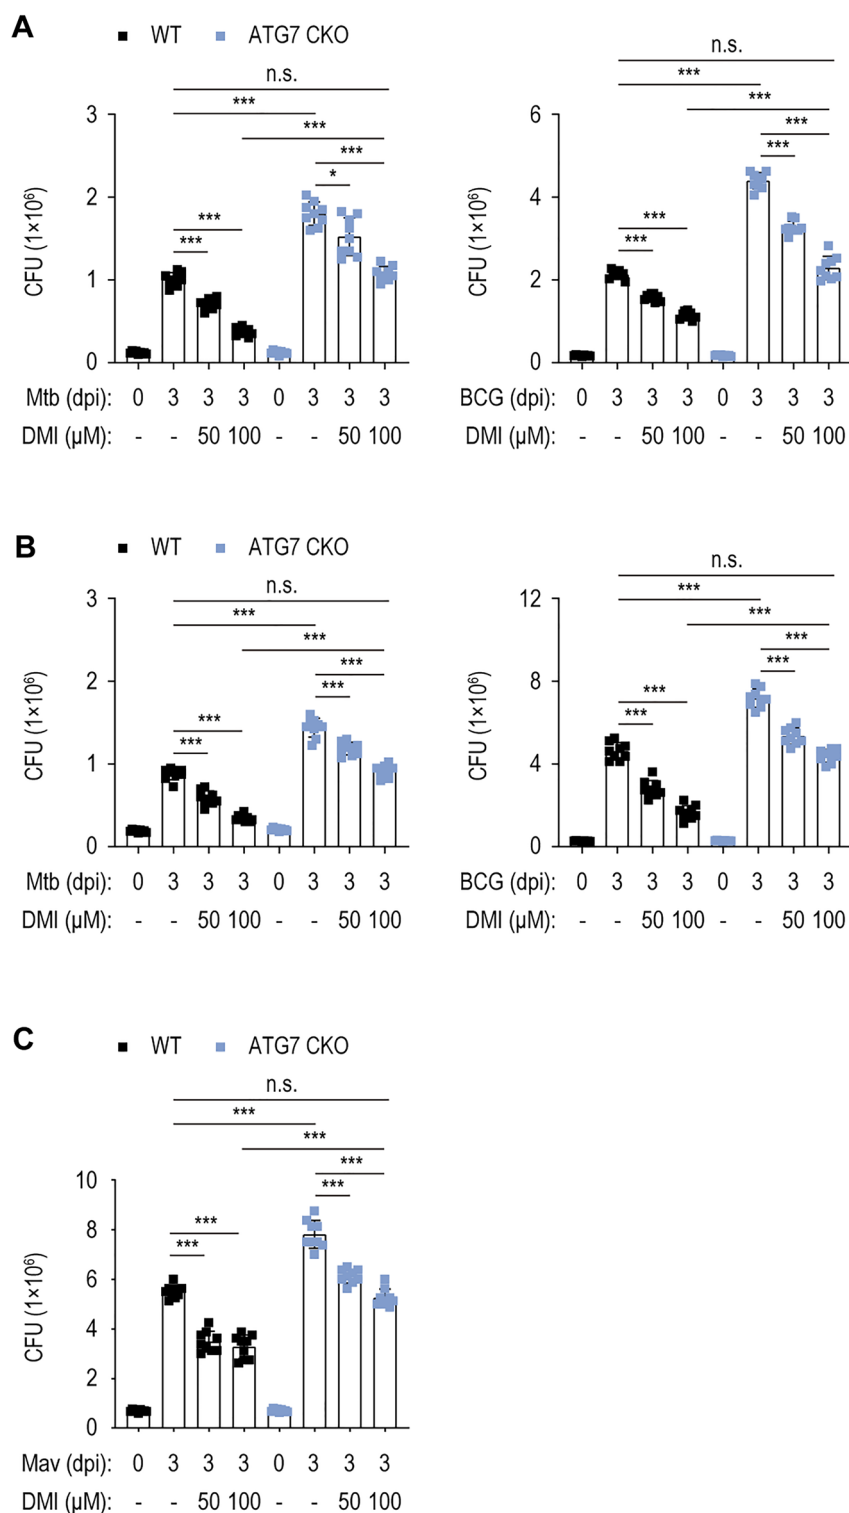 A
WT ATG7 CKO
n.s.
***
***
***
*
***
***
3
2
1
0
CFU (1×10⁶)
Mtb (dpi): 0 3 3 3 0 3 3 3
DMI (µM): - - 50 100 - - 50 100
n.s.
***
***
***
***
***
***
6
4
2
0
CFU (1×10⁶)
BCG (dpi): 0 3 3 3 0 3 3 3
DMI (µM): - - 50 100 - - 50 100
B
WT ATG7 CKO
n.s.
***
***
***
***
***
***
3
2
1
0
CFU (1×10⁶)
Mtb (dpi): 0 3 3 3 0 3 3 3
DMI (µM): - - 50 100 - - 50 100
n.s.
***
***
***
***
***
***
12
8
4
0
CFU (1×10⁶)
BCG (dpi): 0 3 3 3 0 3 3 3
DMI (µM): - - 50 100 - - 50 100
C
WT ATG7 CKO
n.s.
***
***
***
***
***
***
10
8
6
4
2
0
CFU (1×10⁶)
Mav (dpi): 0 3 3 3 0 3 3 3
DMI (µM): - - 50 100 - - 50 100